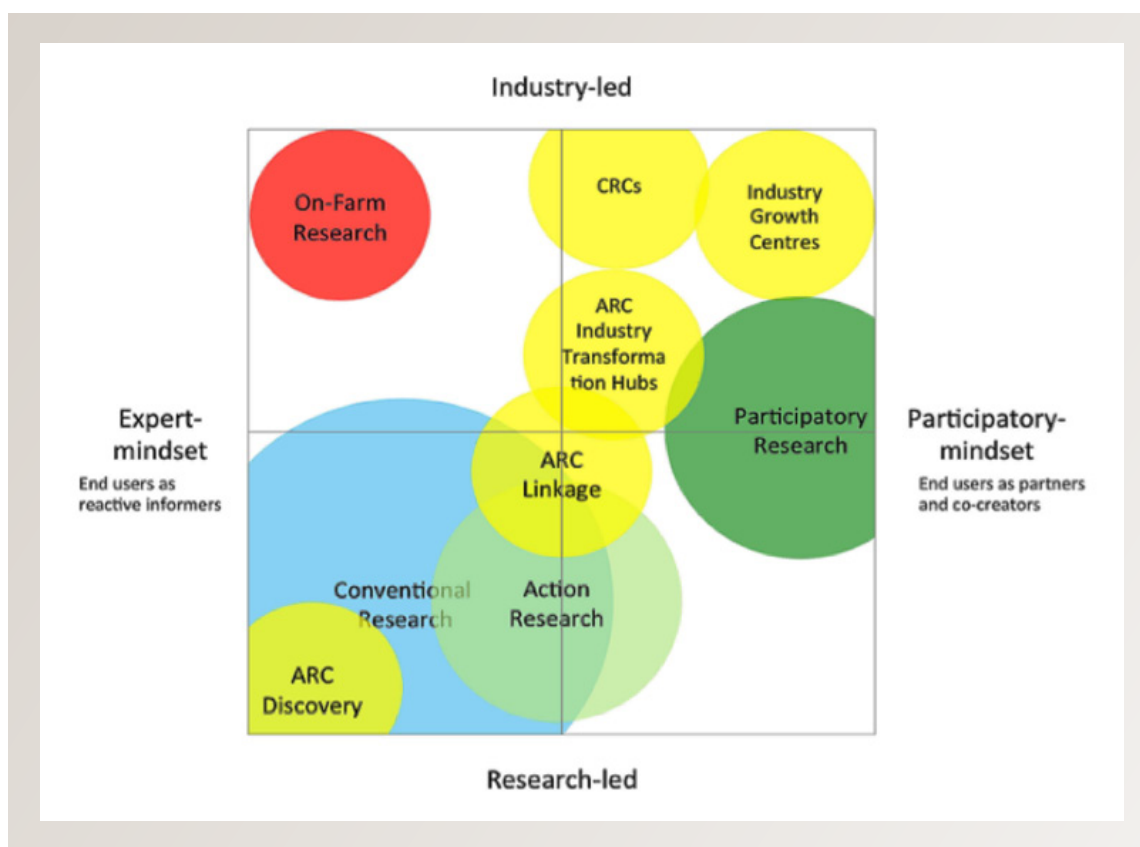 Industry-led
On-Farm
Research
CRCs
Industry
Growth
Centres
ARC
Industry
Transforma
tion Hubs
Expert-
mindset
End users as
reactive informers
Participatory
Research
Participatory-
mindset
End users as partners
and co-creators
ARC
Linkage
Conventional
Research
Action
Research
ARC
Discovery
Research-led